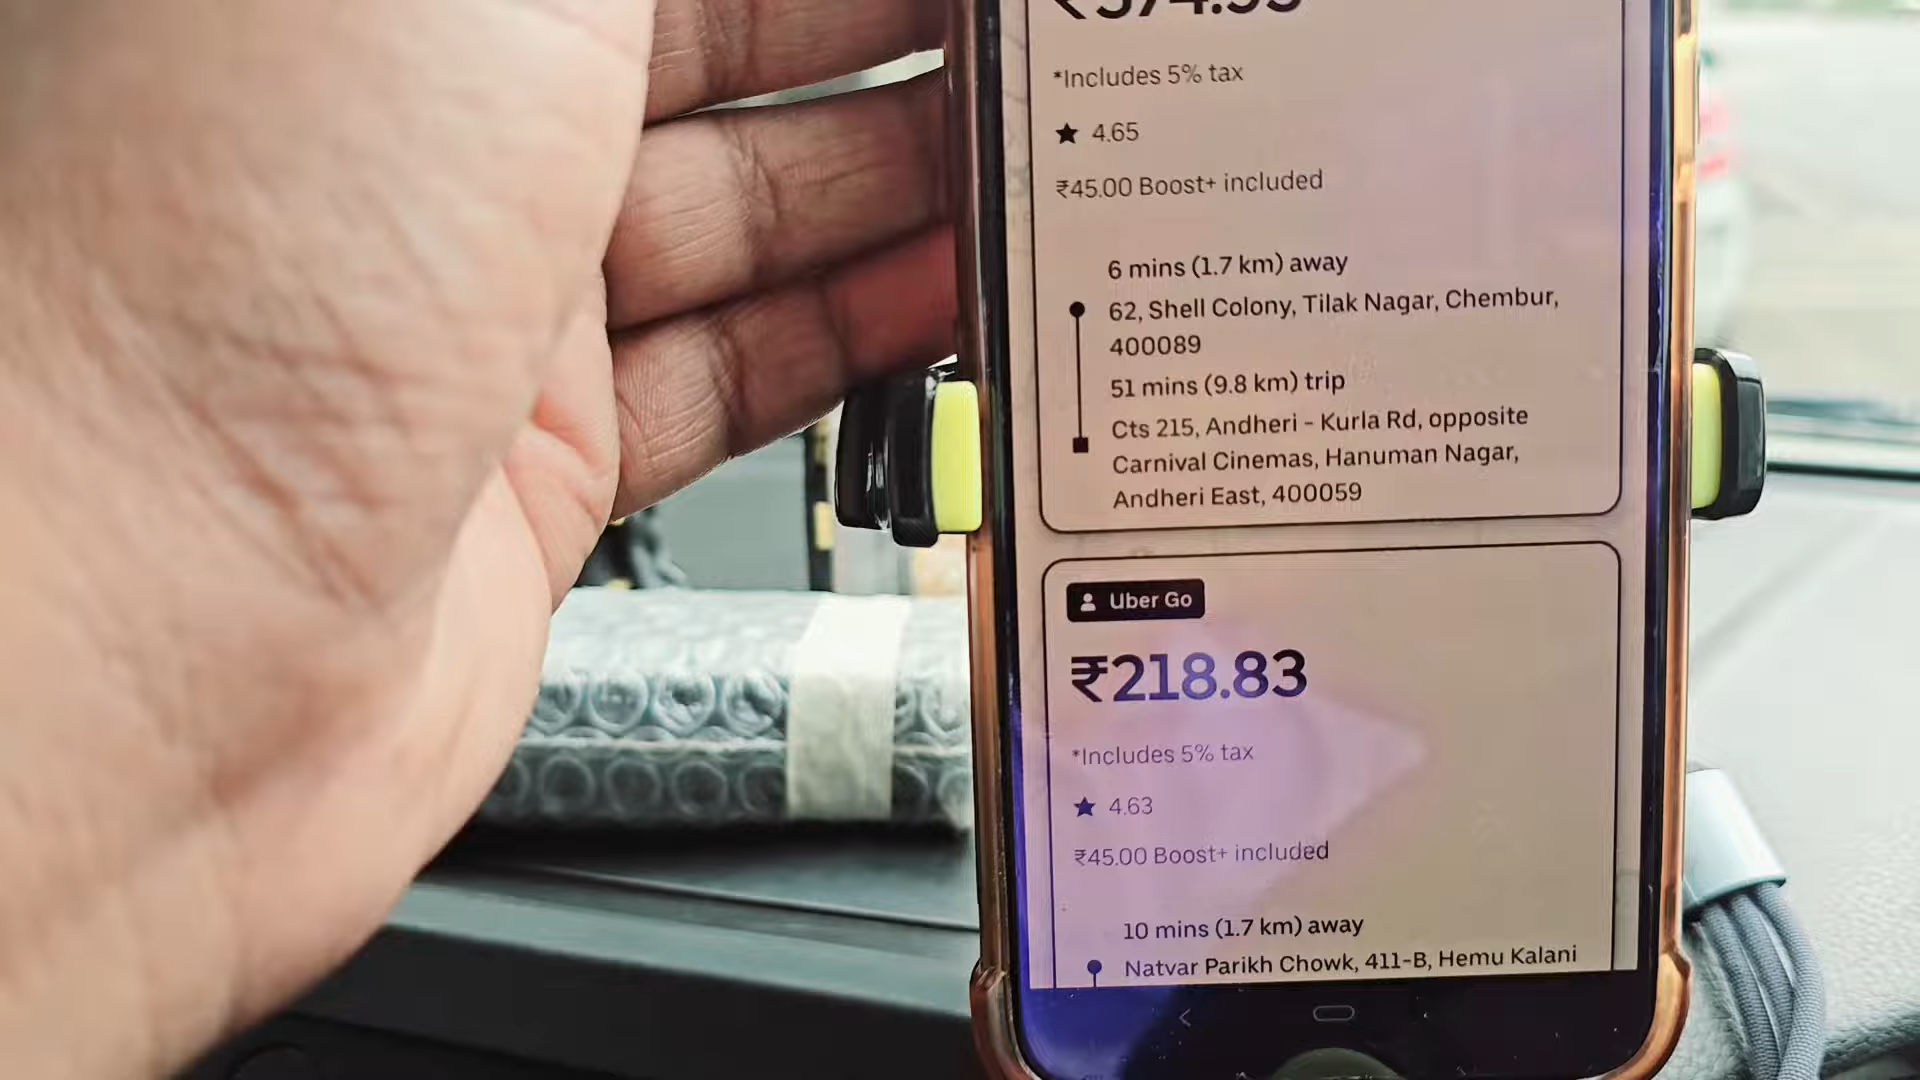 *Includes 5% tax
★ 4.65
₹45.00 Boost+ included
6 mins (1.7 km) away
62, Shell Colony, Tilak Nagar, Chembur,
400089
51 mins (9.8 km) trip
Cts 215, Andheri - Kurla Rd, opposite
Carnival Cinemas, Hanuman Nagar,
Andheri East, 400059
Uber Go
₹218.83
*Includes 5% tax
★ 4.63
₹45.00 Boost+ included
10 mins (1.7 km) away
Natvar Parikh Chowk, 411-B, Hemu Kalani